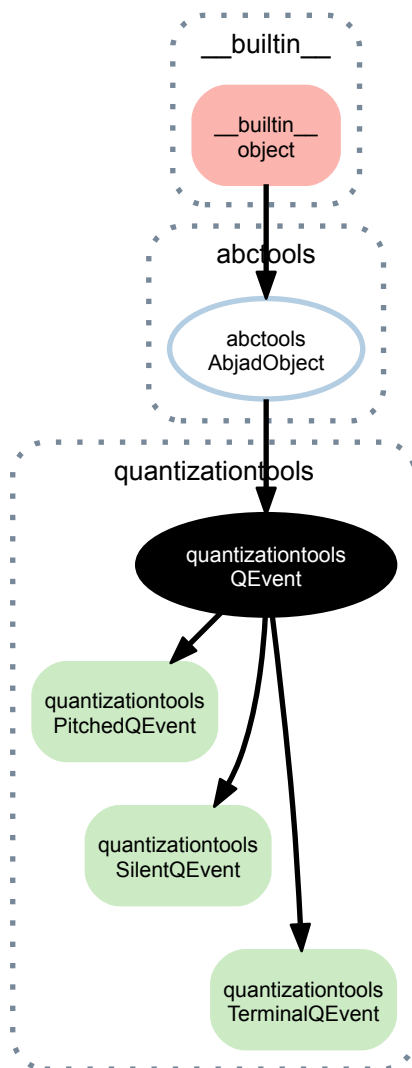 __builtin__
__builtin__
object
abctools
abctools
AbjadObject
quantizationtools
quantizationtools
QEvent
quantizationtools
PitchedQEvent
quantizationtools
SilentQEvent
quantizationtools
TerminalQEvent